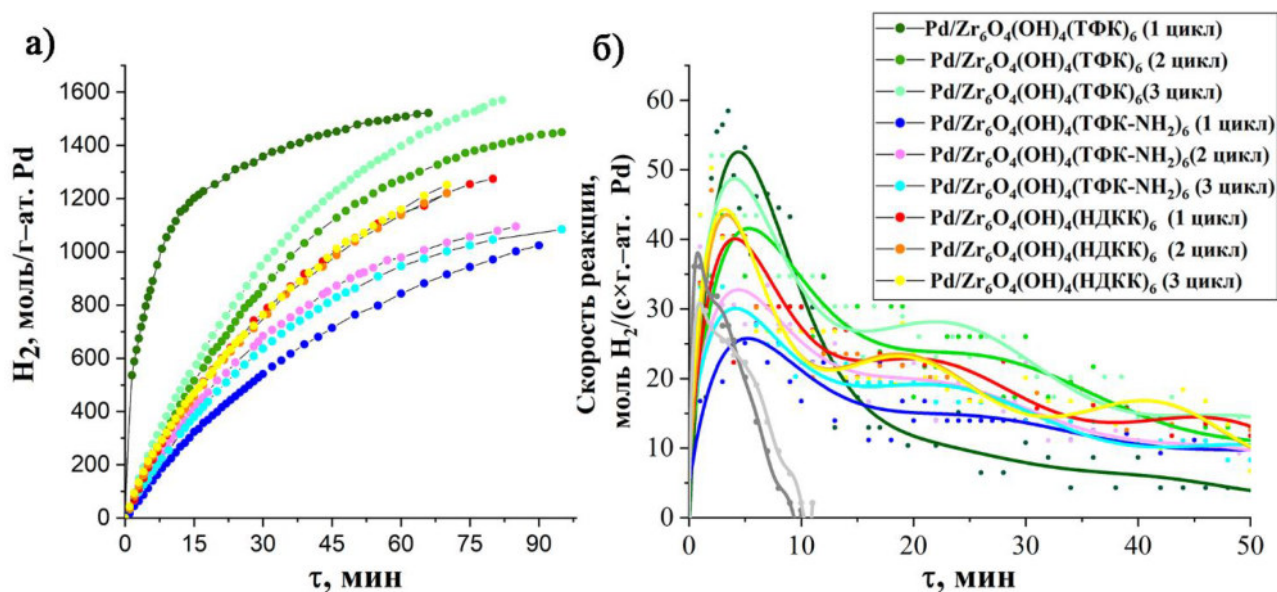 а)
H₂, моль/г–ат. Pd
1600
1400
1200
1000
800
600
400
200
0
0 15 30 45 60 75 90
τ, мин
б)
Скорость реакции,
моль H₂/(с×г.–ат. Pd)
60
50
40
30
20
10
0
0 10 20 30 40 50
τ, мин
Pd/Zr₆O₄(OH)₄(ТФК)₆ (1 цикл)
Pd/Zr₆O₄(OH)₄(ТФК)₆ (2 цикл)
Pd/Zr₆O₄(OH)₄(ТФК)₆(3 цикл)
Pd/Zr₆O₄(OH)₄(ТФК-NH₂)₆ (1 цикл)
Pd/Zr₆O₄(OH)₄(ТФК-NH₂)₆(2 цикл)
Pd/Zr₆O₄(OH)₄(ТФК-NH₂)₆ (3 цикл)
Pd/Zr₆O₄(OH)₄(НДКК)₆ (1 цикл)
Pd/Zr₆O₄(OH)₄(НДКК)₆ (2 цикл)
Pd/Zr₆O₄(OH)₄(НДКК)₆ (3 цикл)